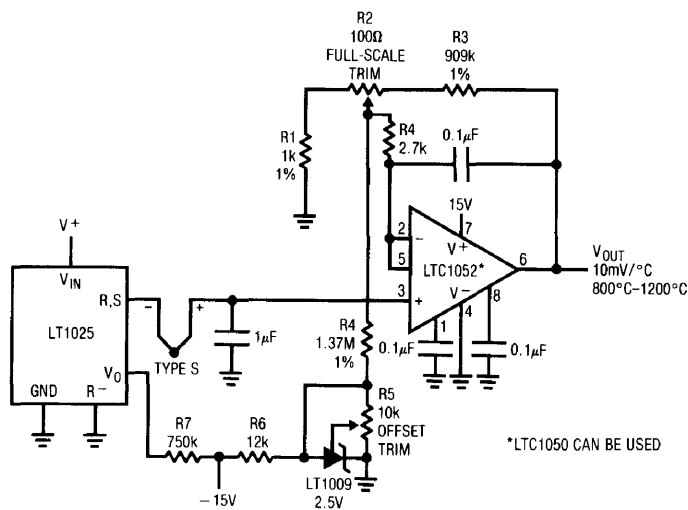 R2
100Ω
FULL-SCALE
TRIM
R3
909k
1%
R1
1k
1%
R4
2.7k
0.1μF
V+
VIN
R,S
LT1025
VO
GND
R−
−
+
TYPE S
1μF
15V
7
V+
2
−
5
LTC1052*
6
3
+
V−
8
1
4
0.1μF
0.1μF
VOUT
10mV/°C
800°C–1200°C
R4
1.37M
1%
R5
10k
OFFSET
TRIM
R7
750k
R6
12k
−15V
LT1009
2.5V
*LTC1050 CAN BE USED